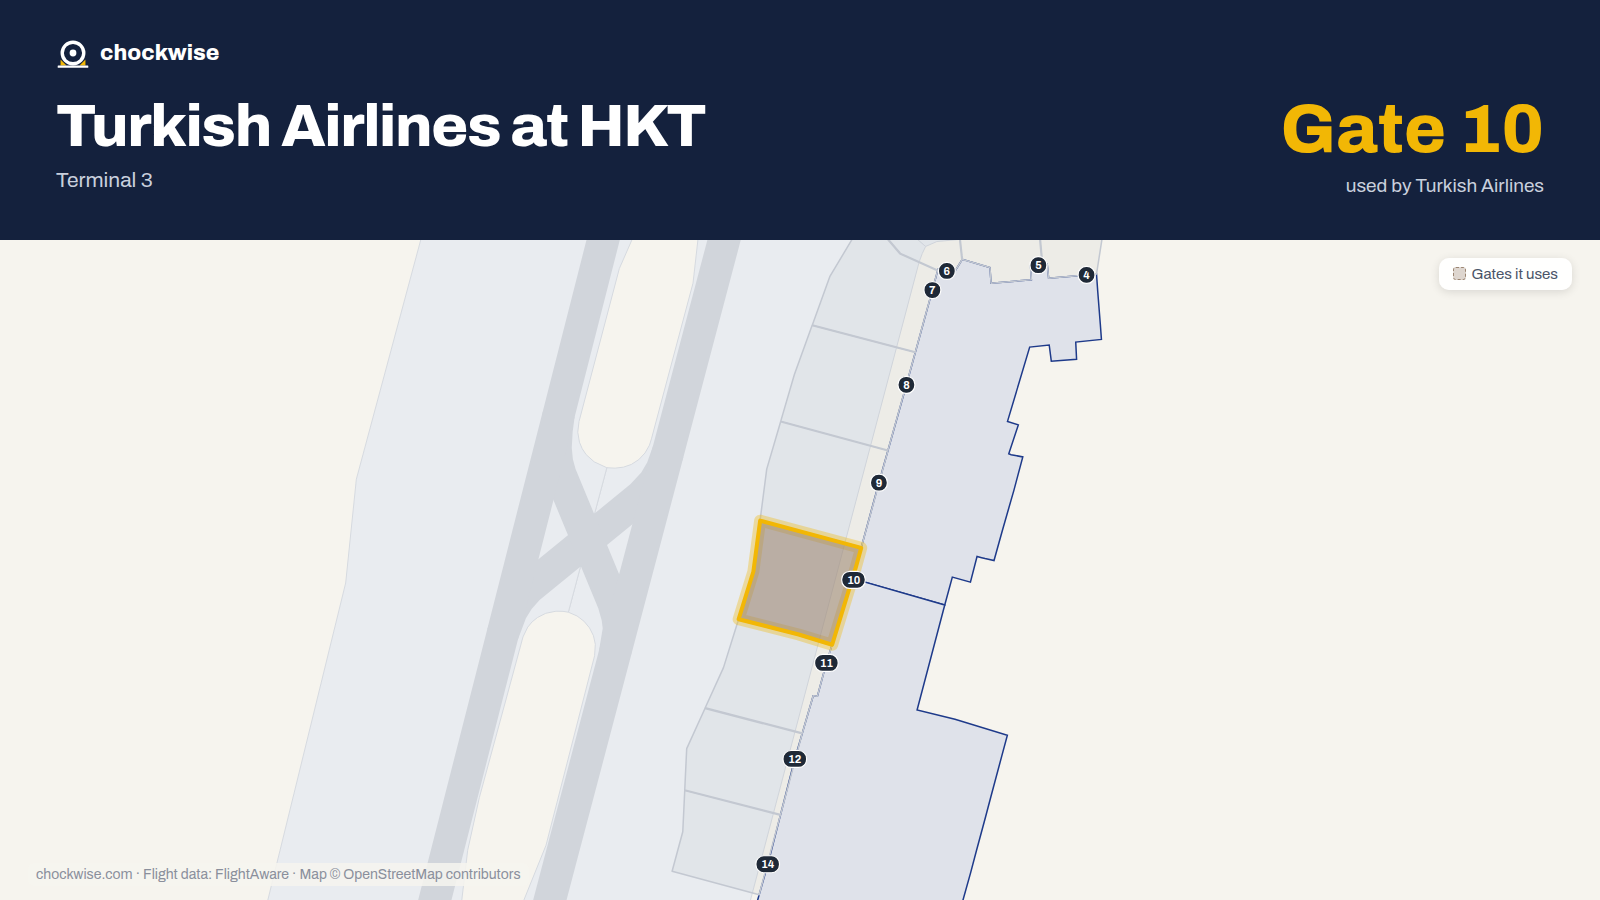 chockwise
Turkish Airlines at HKT
Terminal 3
Gate 10
used by Turkish Airlines
Gates it uses
6
5
4
7
8
9
10
11
12
14
chockwise.com · Flight data: FlightAware · Map © OpenStreetMap contributors